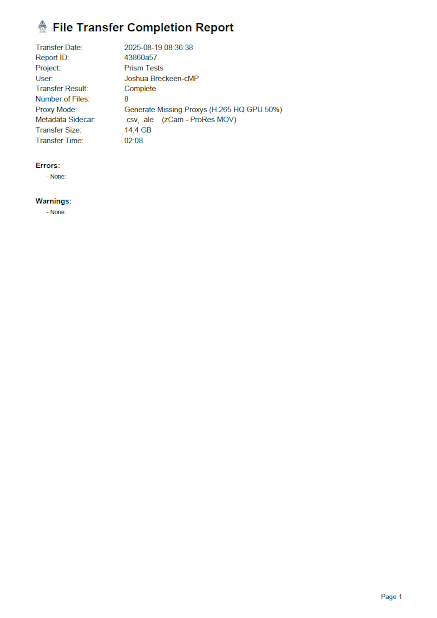 File Transfer Completion Report
Transfer Date: 2025-08-19 08:36:38
Report ID: 43860a57
Project: Prism Tests
User: Joshua Breckeen-cMP
Transfer Result: Complete
Number of Files: 8
Proxy Mode: Generate Missing Proxys (H.265 HQ GPU 50%)
Metadata Sidecar: .csv, .ale (zCam - ProRes MOV)
Transfer Size: 14.4 GB
Transfer Time: 02:08
Errors:
- None:
Warnings:
- None:
Page 1